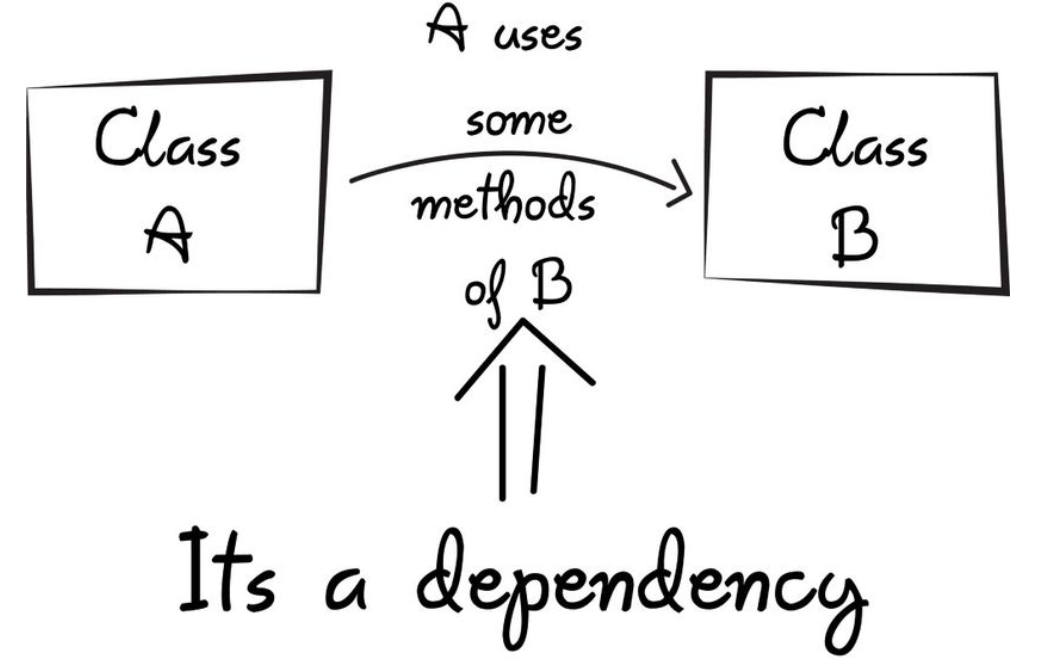 A uses
some
methods
of B
Class
A
Class
B
Its a dependency